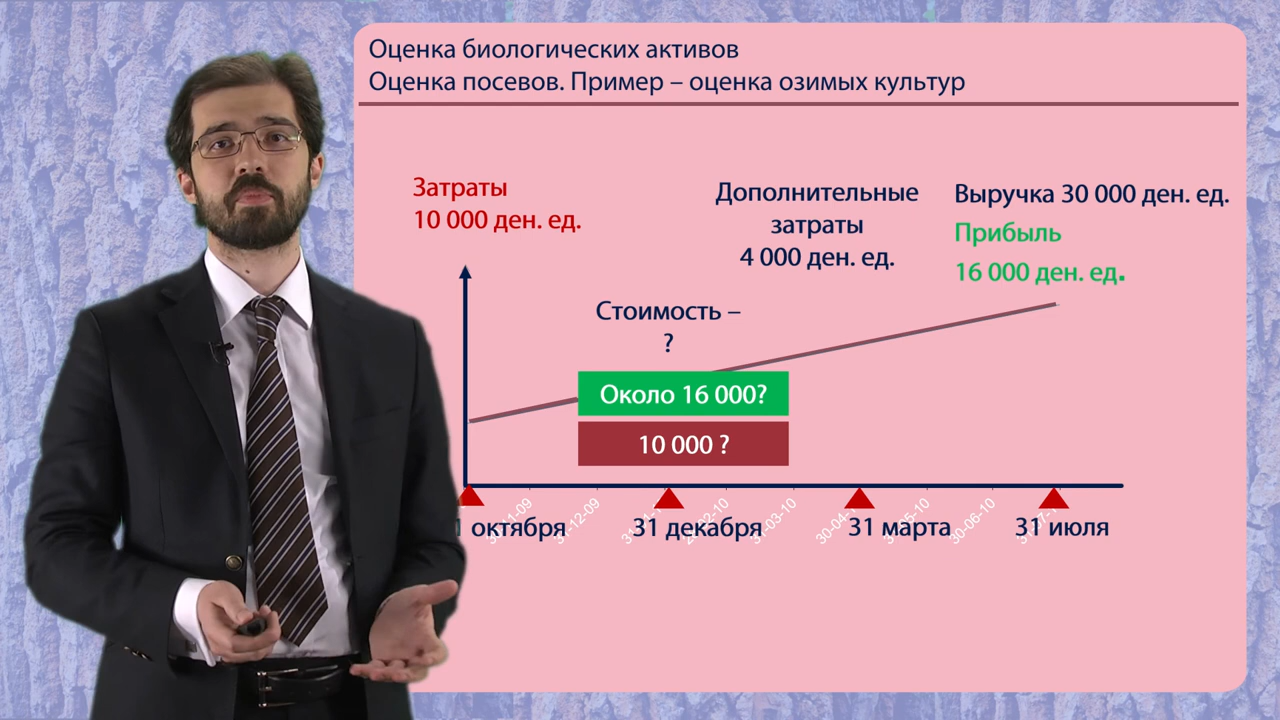 Оценка биологических активов
Оценка посевов. Пример – оценка озимых культур
Затраты
10 000 ден. ед.
Дополнительные
затраты
4 000 ден. ед.
Выручка 30 000 ден. ед.
Прибыль
16 000 ден. ед.
Стоимость –
?
Около 16 000?
10 000 ?
октября
31 декабря
31 марта
31 июля